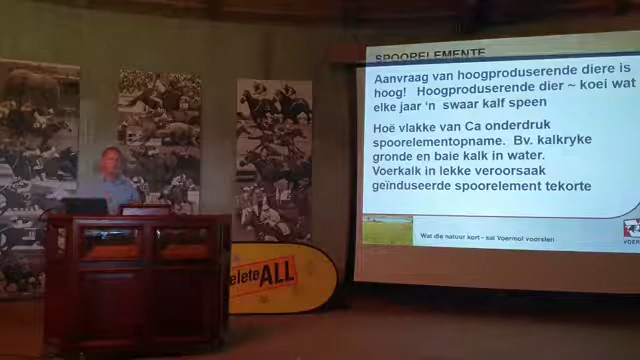 SPOORELEMENTE
Aanvraag van hoogproduserende diere is
hoog! Hoogproduserende dier ~ koei wat
elke jaar ‘n swaar kalf speen
Hoë vlakke van Ca onderdruk
spoorelementopname. Bv. kalkryke
gronde en baie kalk in water.
Voerkalk in lekke veroorsaak
geïnduseerde spoorelement tekorte
Wat die natuur kort – sal Voermol voorsien
VOER
eleteALL